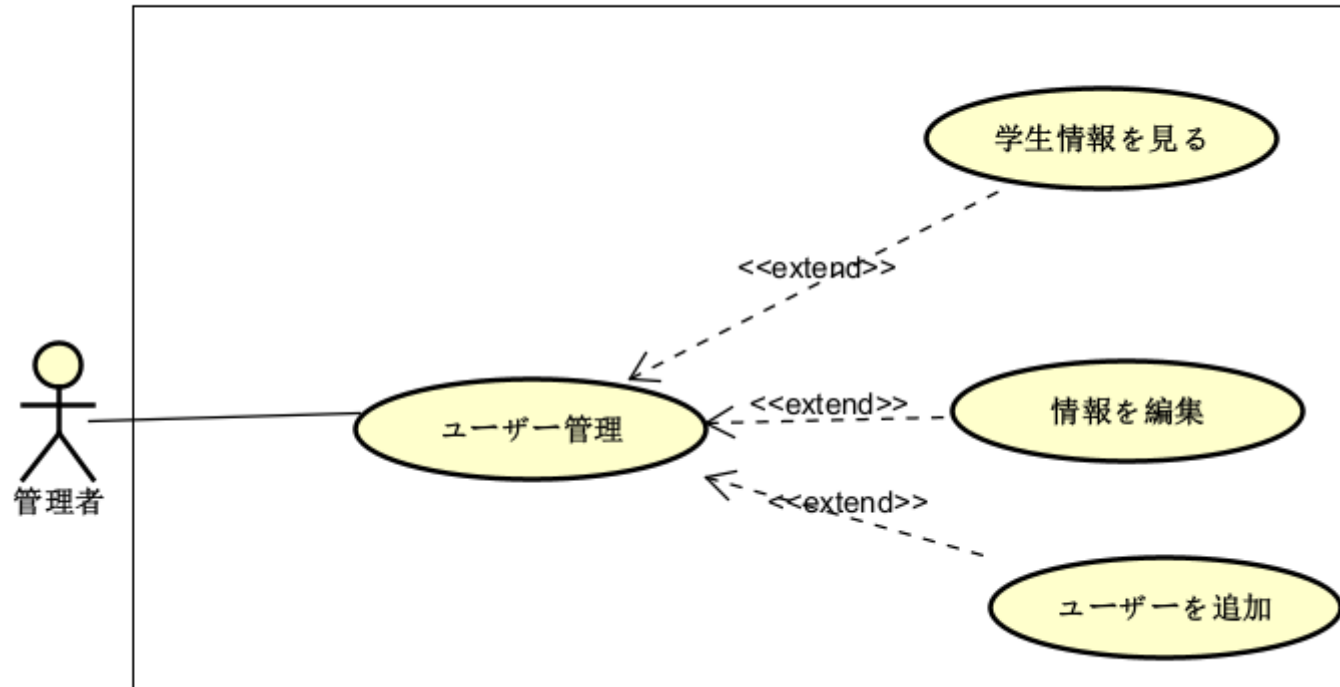 学生情報を見る
<<extend>>
<<extend>>
情報を編集
ユーザー管理
<<extend>>
管理者
ユーザーを追加